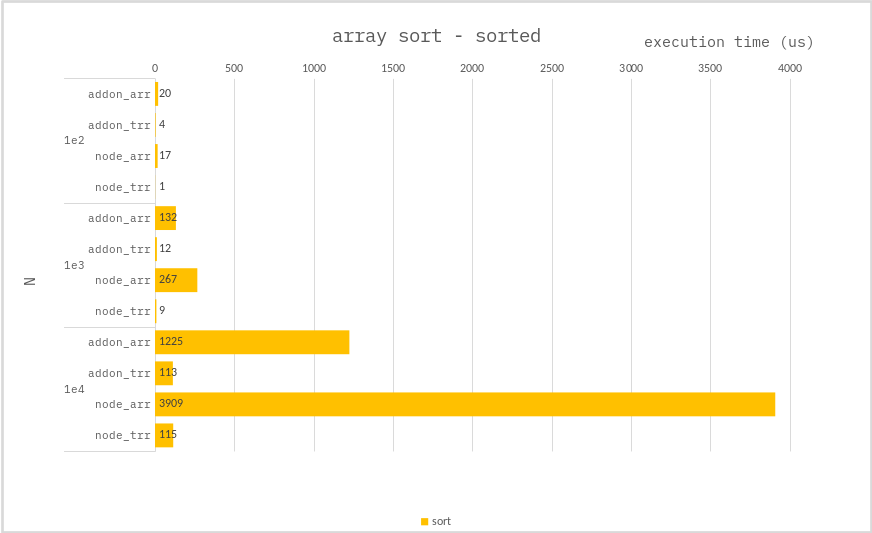 array sort - sorted
execution time (us)
0 500 1000 1500 2000 2500 3000 3500 4000
addon_arr 20
addon_trr 4
1e2
node_arr 17
node_trr 1
addon_arr 132
addon_trr 12
1e3
node_arr 267
N
node_trr 9
addon_arr 1225
addon_trr 113
1e4
node_arr 3909
node_trr 115
sort